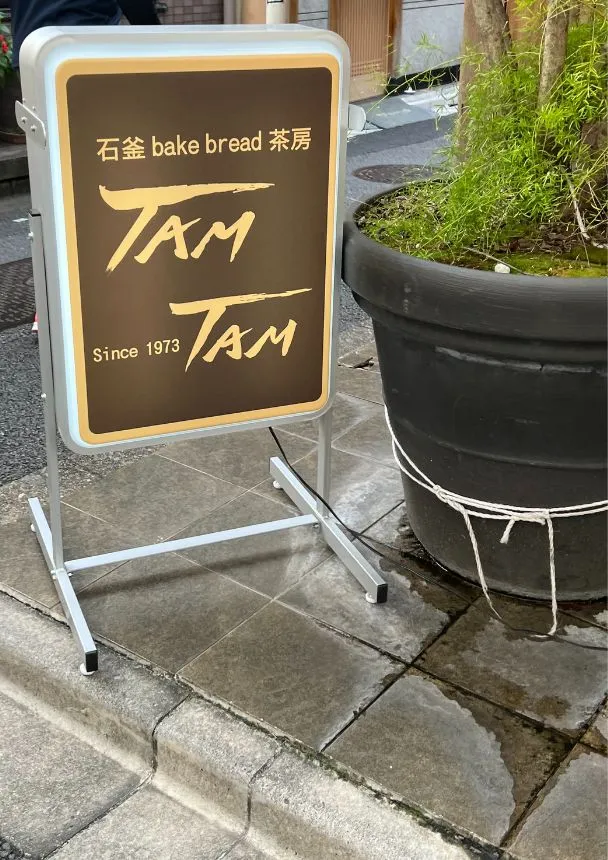 石釜 bake bread 茶房
TAM
Since 1973 TAM